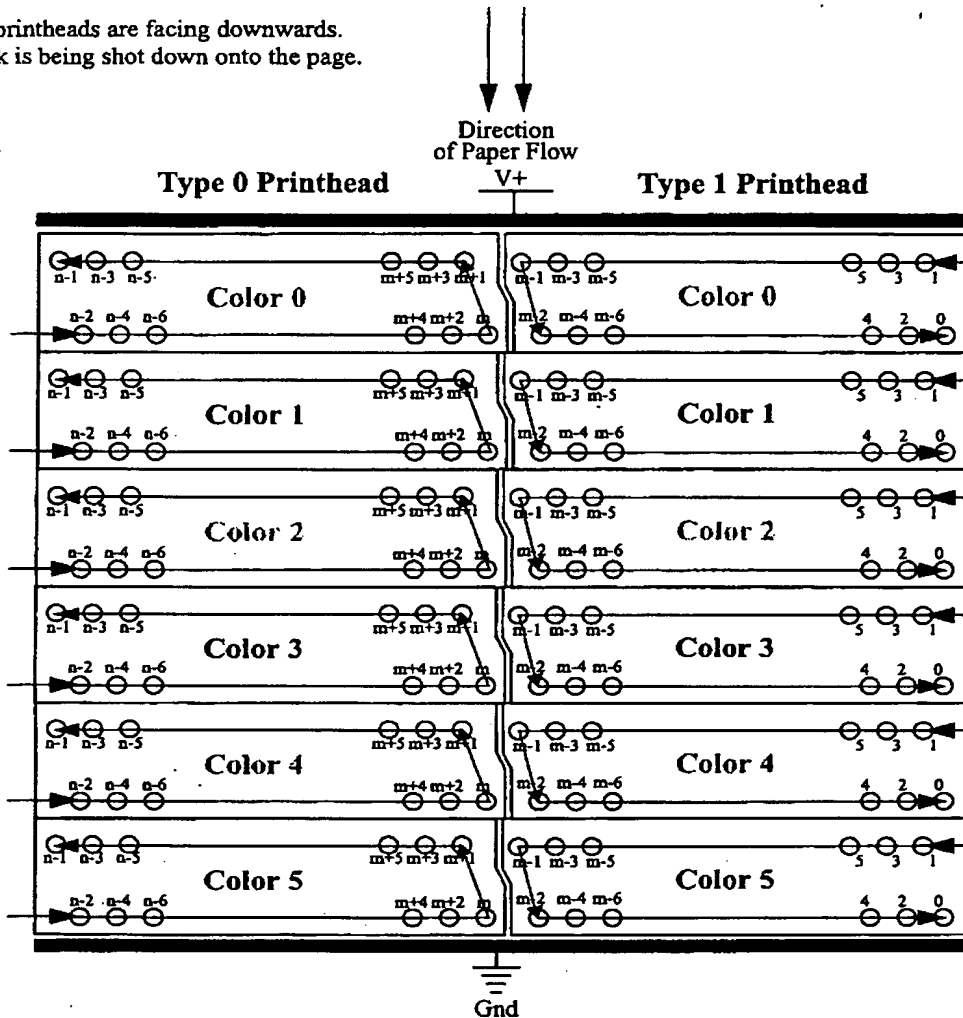 printheads are facing downwards.
k is being shot down onto the page.
Direction
of Paper Flow
V+
Type 0 Printhead
Type 1 Printhead
n-1 n-3 n-5 m+5 m+3 m+1 m-1 m-3 m-5 5 3 1
Color 0 Color 0
n-2 n-4 n-6 m+4 m+2 m m-2 m-4 m-6 4 2 0
n-1 n-3 n-5 m+5 m+3 m+1 m-1 m-3 m-5 5 3 1
Color 1 Color 1
n-2 n-4 n-6 m+4 m+2 m m-2 m-4 m-6 4 2 0
n-1 n-3 n-5 m+5 m+3 m+1 m-1 m-3 m-5 5 3 1
Color 2 Color 2
n-2 n-4 n-6 m+4 m+2 m m-2 m-4 m-6 4 2 0
n-1 n-3 n-5 m+5 m+3 m+1 m-1 m-3 m-5 5 3 1
Color 3 Color 3
n-2 n-4 n-6 m+4 m+2 m m-2 m-4 m-6 4 2 0
n-1 n-3 n-5 m+5 m+3 m+1 m-1 m-3 m-5 5 3 1
Color 4 Color 4
n-2 n-4 n-6 m+4 m+2 m m-2 m-4 m-6 4 2 0
n-1 n-3 n-5 m+5 m+3 m+1 m-1 m-3 m-5 5 3 1
Color 5 Color 5
n-2 n-4 n-6 m+4 m+2 m m-2 m-4 m-6 4 2 0
Gnd